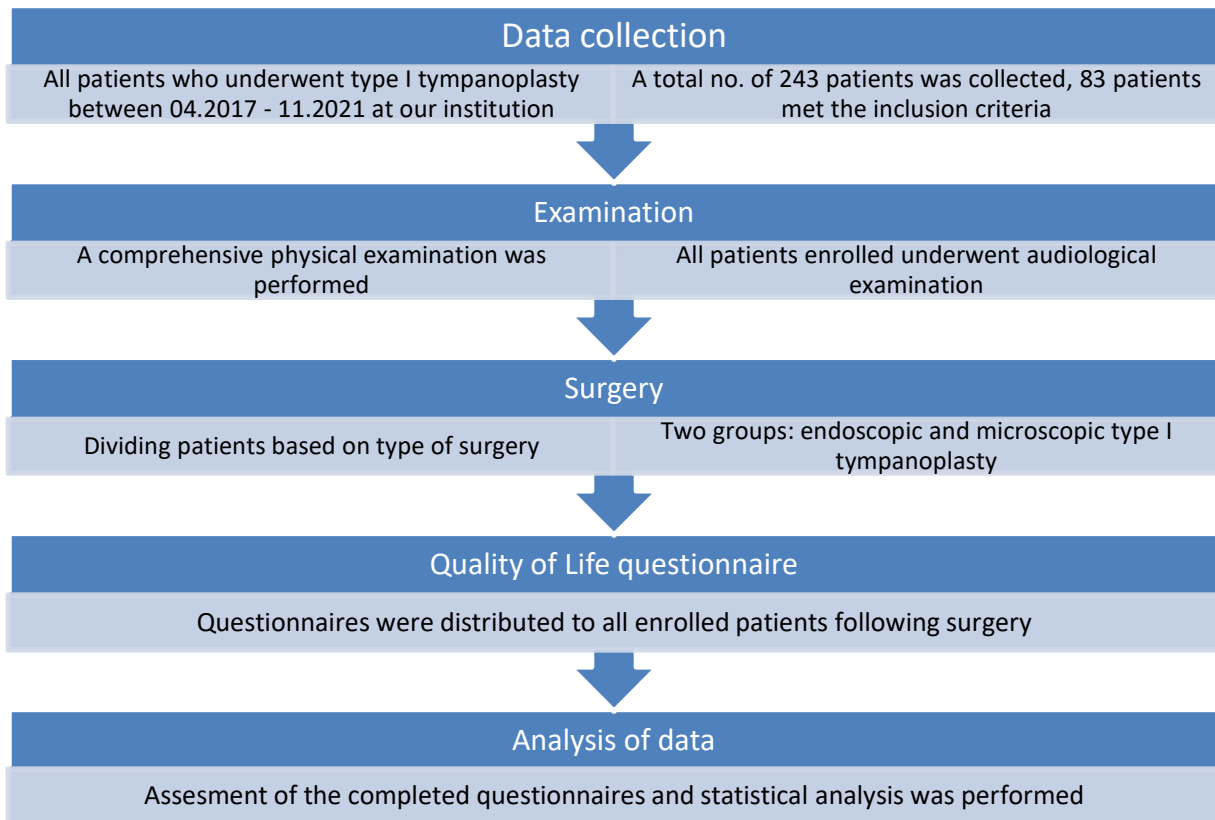 Data collection
All patients who underwent type I tympanoplasty
between 04.2017 - 11.2021 at our institution
A total no. of 243 patients was collected, 83 patients
met the inclusion criteria
Examination
A comprehensive physical examination was
performed
All patients enrolled underwent audiological
examination
Surgery
Dividing patients based on type of surgery
Two groups: endoscopic and microscopic type I
tympanoplasty
Quality of Life questionnaire
Questionnaires were distributed to all enrolled patients following surgery
Analysis of data
Assesment of the completed questionnaires and statistical analysis was performed